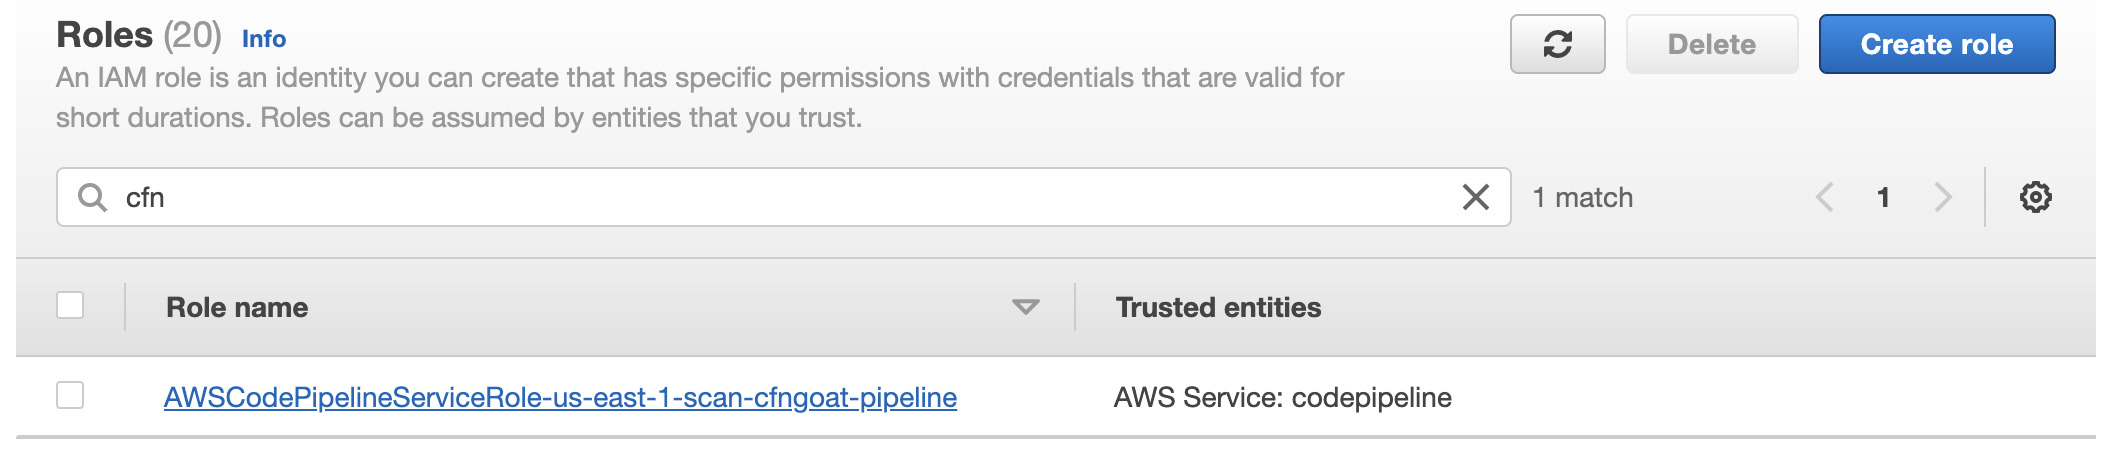 Roles (20) Info
Delete
Create role
An IAM role is an identity you can create that has specific permissions with credentials that are valid for
short durations. Roles can be assumed by entities that you trust.
cfn
1 match
1
Role name
Trusted entities
AWSCodePipelineServiceRole-us-east-1-scan-cfngoat-pipeline
AWS Service: codepipeline